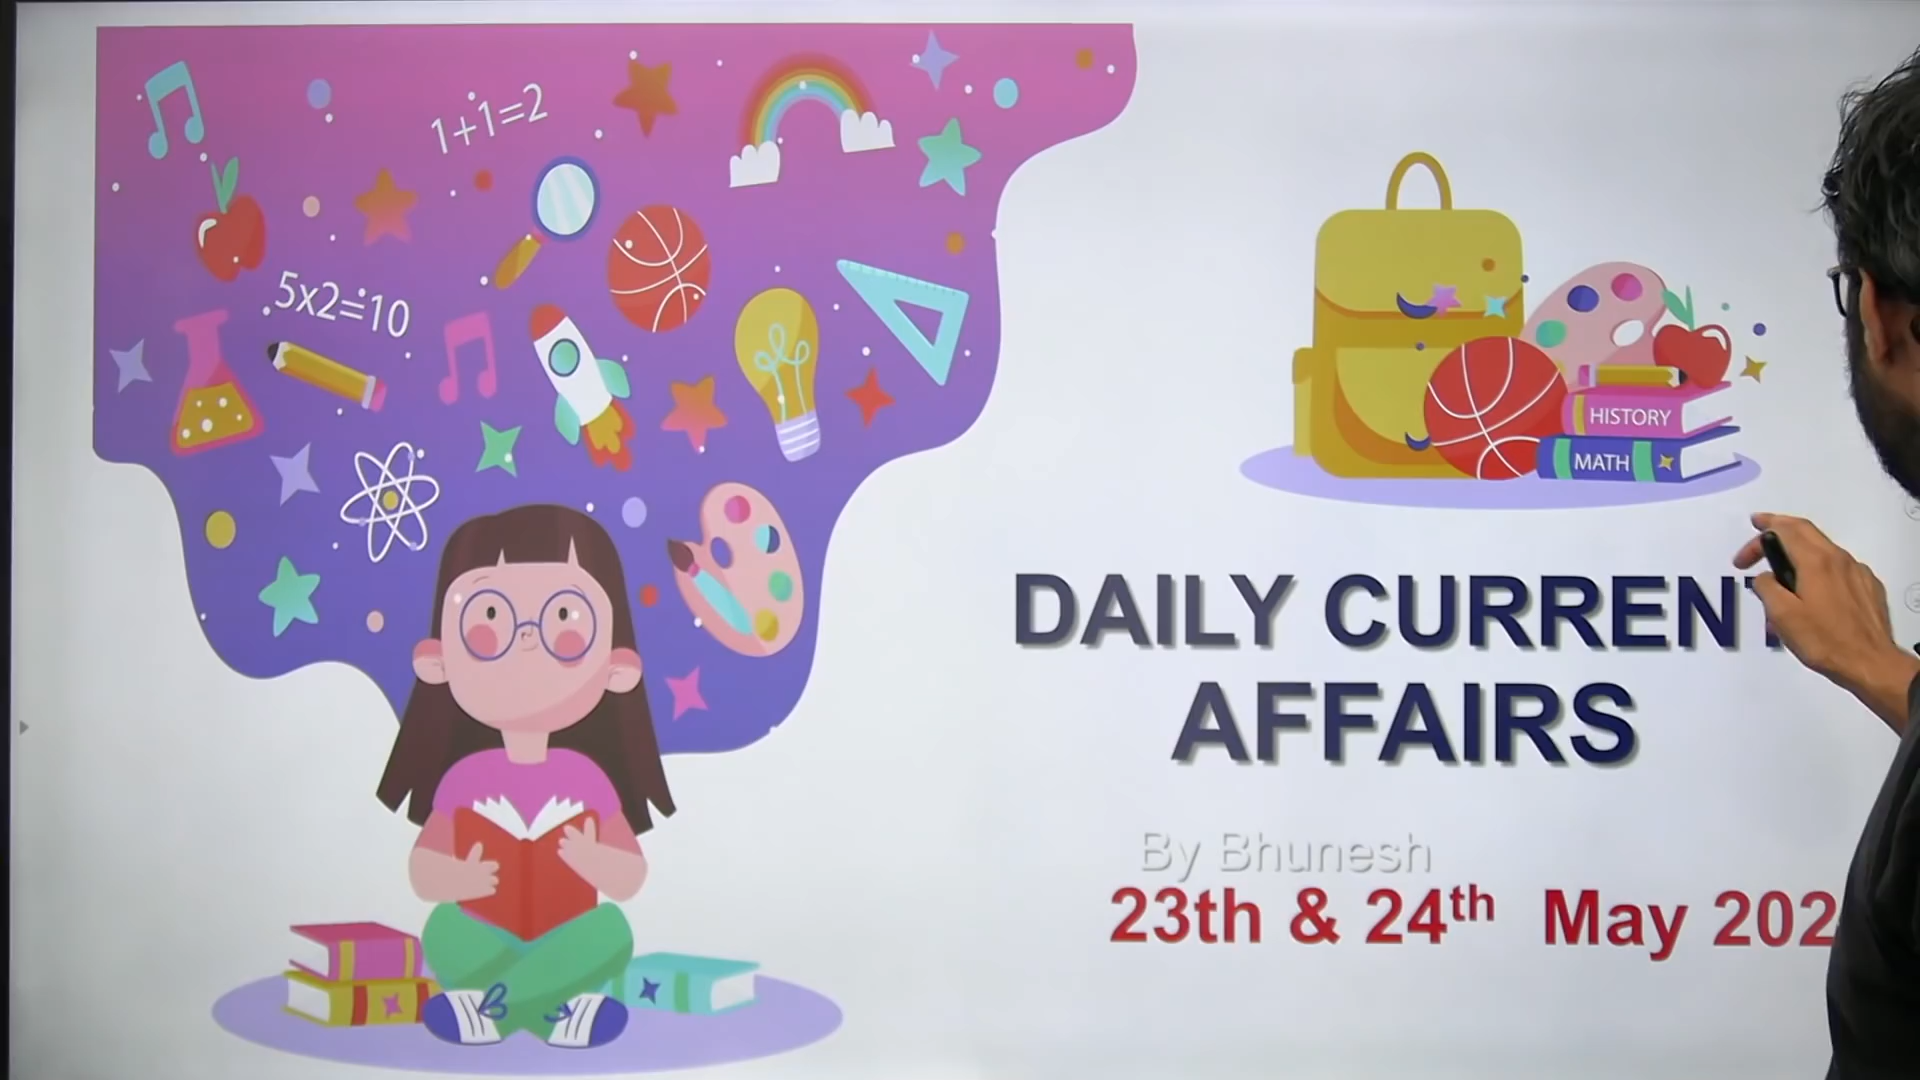 1+1=2
5x2=10
HISTORY
MATH
DAILY CURRENT
AFFAIRS
By Bhunesh
23th & 24th May 202